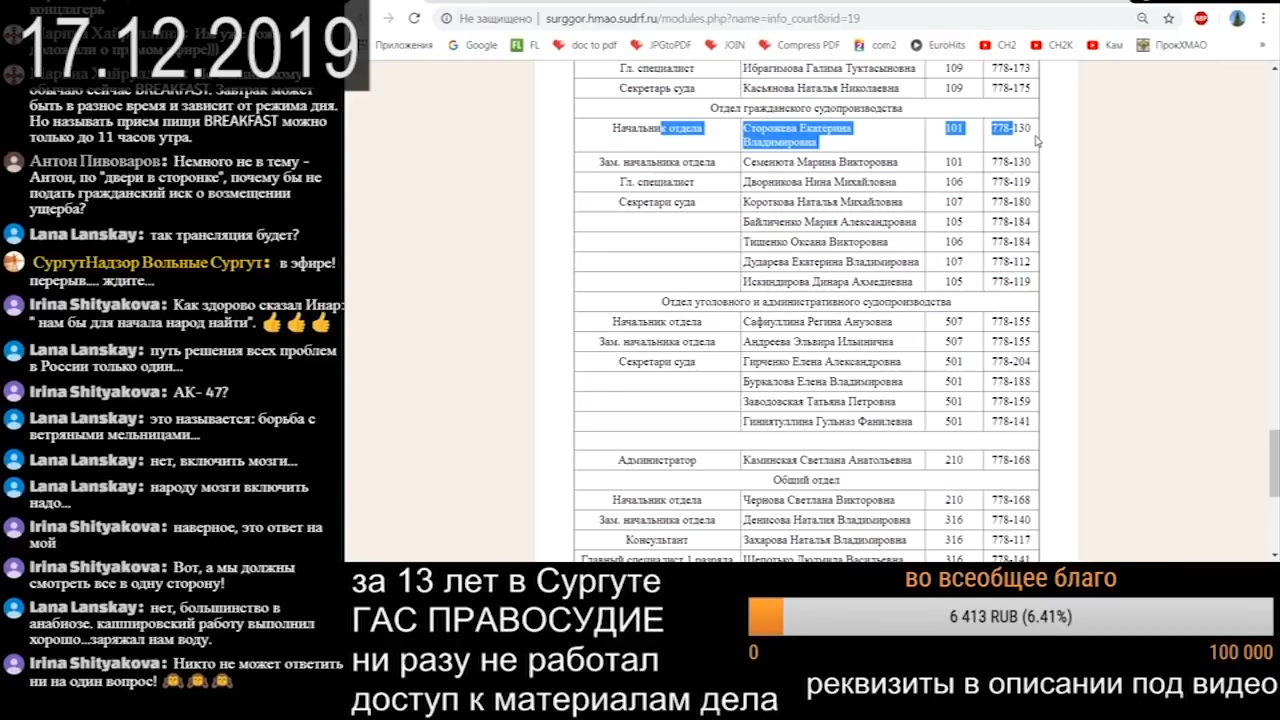 концлагерь
17.12.2019
обычаю сейчас BREAKFAST. Завтрак может
быть в разное время и зависит от режима дня.
Но называть прием пищи BREAKFAST можно
только до 11 часов утра.
Антон Пивоваров: Немного не в тему -
Антон, по "двери в сторонке", почему бы не
подать гражданский иск о возмещении
ущерба?
Lana Lanskay: так трансляция будет?
СургутНадзор Вольные Сургут: в эфире!
перерыв.... ждите...
Irina Shityakova: Как здорово сказал Инар:
" нам бы для начала народ найти". 👍👍👍
Lana Lanskay: путь решения всех проблем
в России только один...
Irina Shityakova: АК- 47?
Lana Lanskay: это называется: борьба с
ветряными мельницами...
Lana Lanskay: нет, включить мозги...
Lana Lanskay: народу мозги включить
надо...
Irina Shityakova: наверное, это ответ на
мой
Irina Shityakova: Вот, а мы должны
смотреть все в одну сторону!
Lana Lanskay: нет, большинство в
анабиозе. кашпировский работу выполнил
хорошо...заряжал нам воду.
Irina Shityakova: Никто не может ответить
ни на один вопрос! 🙉🙉🙉
Не защищено | surggor.hmao.sudrf.ru/modules.php?name=info_court&rid=19
Приложения Google FL doc to pdf JPGtoPDF JOIN Compress PDF com2 EuroHits CH2 CH2K Кам ПрокХМАО »
Гл. специалист Ибрагимова Галима Туктасыновна 109 778-173
Секретарь суда Касьянова Наталья Николаевна 109 778-175
Отдел гражданского судопроизводства
Начальник отдела Сторожева Екатерина Владимировна 101 778-130
Зам. начальника отдела Семенюта Марина Викторовна 101 778-130
Гл. специалист Дворникова Нина Михайловна 106 778-119
Секретари суда Короткова Наталья Михайловна 107 778-180
Байличенко Мария Александровна 105 778-184
Тищенко Оксана Викторовна 106 778-184
Дударева Екатерина Владимировна 107 778-112
Искиндирова Динара Ахмедиевна 105 778-119
Отдел уголовного и административного судопроизводства
Начальник отдела Сафиуллина Регина Анузовна 507 778-155
Зам. начальника отдела Андреева Эльвира Ильинична 507 778-155
Секретари суда Гирченко Елена Александровна 501 778-204
Буркалова Елена Владимировна 501 778-188
Заводовская Татьяна Петровна 501 778-159
Гиниятуллина Гульназ Фанилевна 501 778-141
Администратор Каминская Светлана Анатольевна 210 778-168
Общий отдел
Начальник отдела Чернова Светлана Викторовна 210 778-168
Зам. начальника отдела Денисова Наталия Владимировна 316 778-140
Консультант Захарова Наталья Владимировна 316 778-117
Главный специалист 1 разряда Шепотько Людмила Васильевна 316 778-141
за 13 лет в Сургуте
ГАС ПРАВОСУДИЕ
ни разу не работал
доступ к материалам дела
во всеобщее благо
6 413 RUB (6.41%)
0 100 000
реквизиты в описании под видео